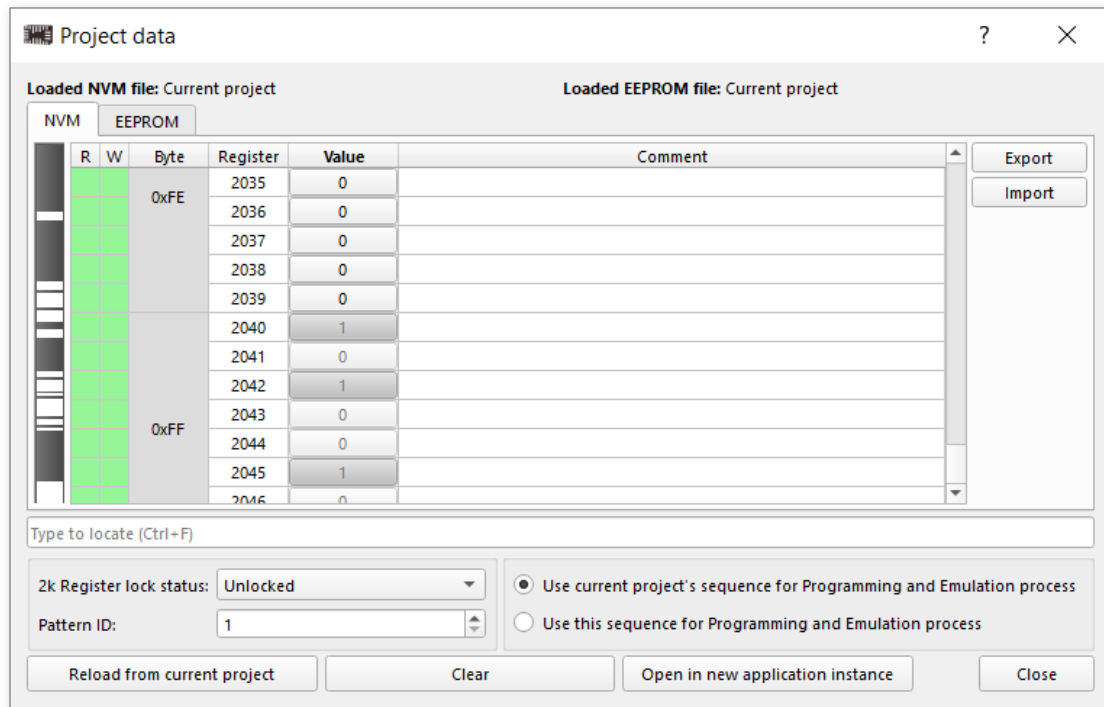 Project data
?
Loaded NVM file: Current project
Loaded EEPROM file: Current project
NVM
EEPROM
R W Byte Register Value Comment
Export
Import
0xFE
2035 0
2036 0
2037 0
2038 0
2039 0
0xFF
2040 1
2041 0
2042 1
2043 0
2044 0
2045 1
2046 0
Type to locate (Ctrl+F)
2k Register lock status: Unlocked
Pattern ID: 1
Use current project's sequence for Programming and Emulation process
Use this sequence for Programming and Emulation process
Reload from current project
Clear
Open in new application instance
Close